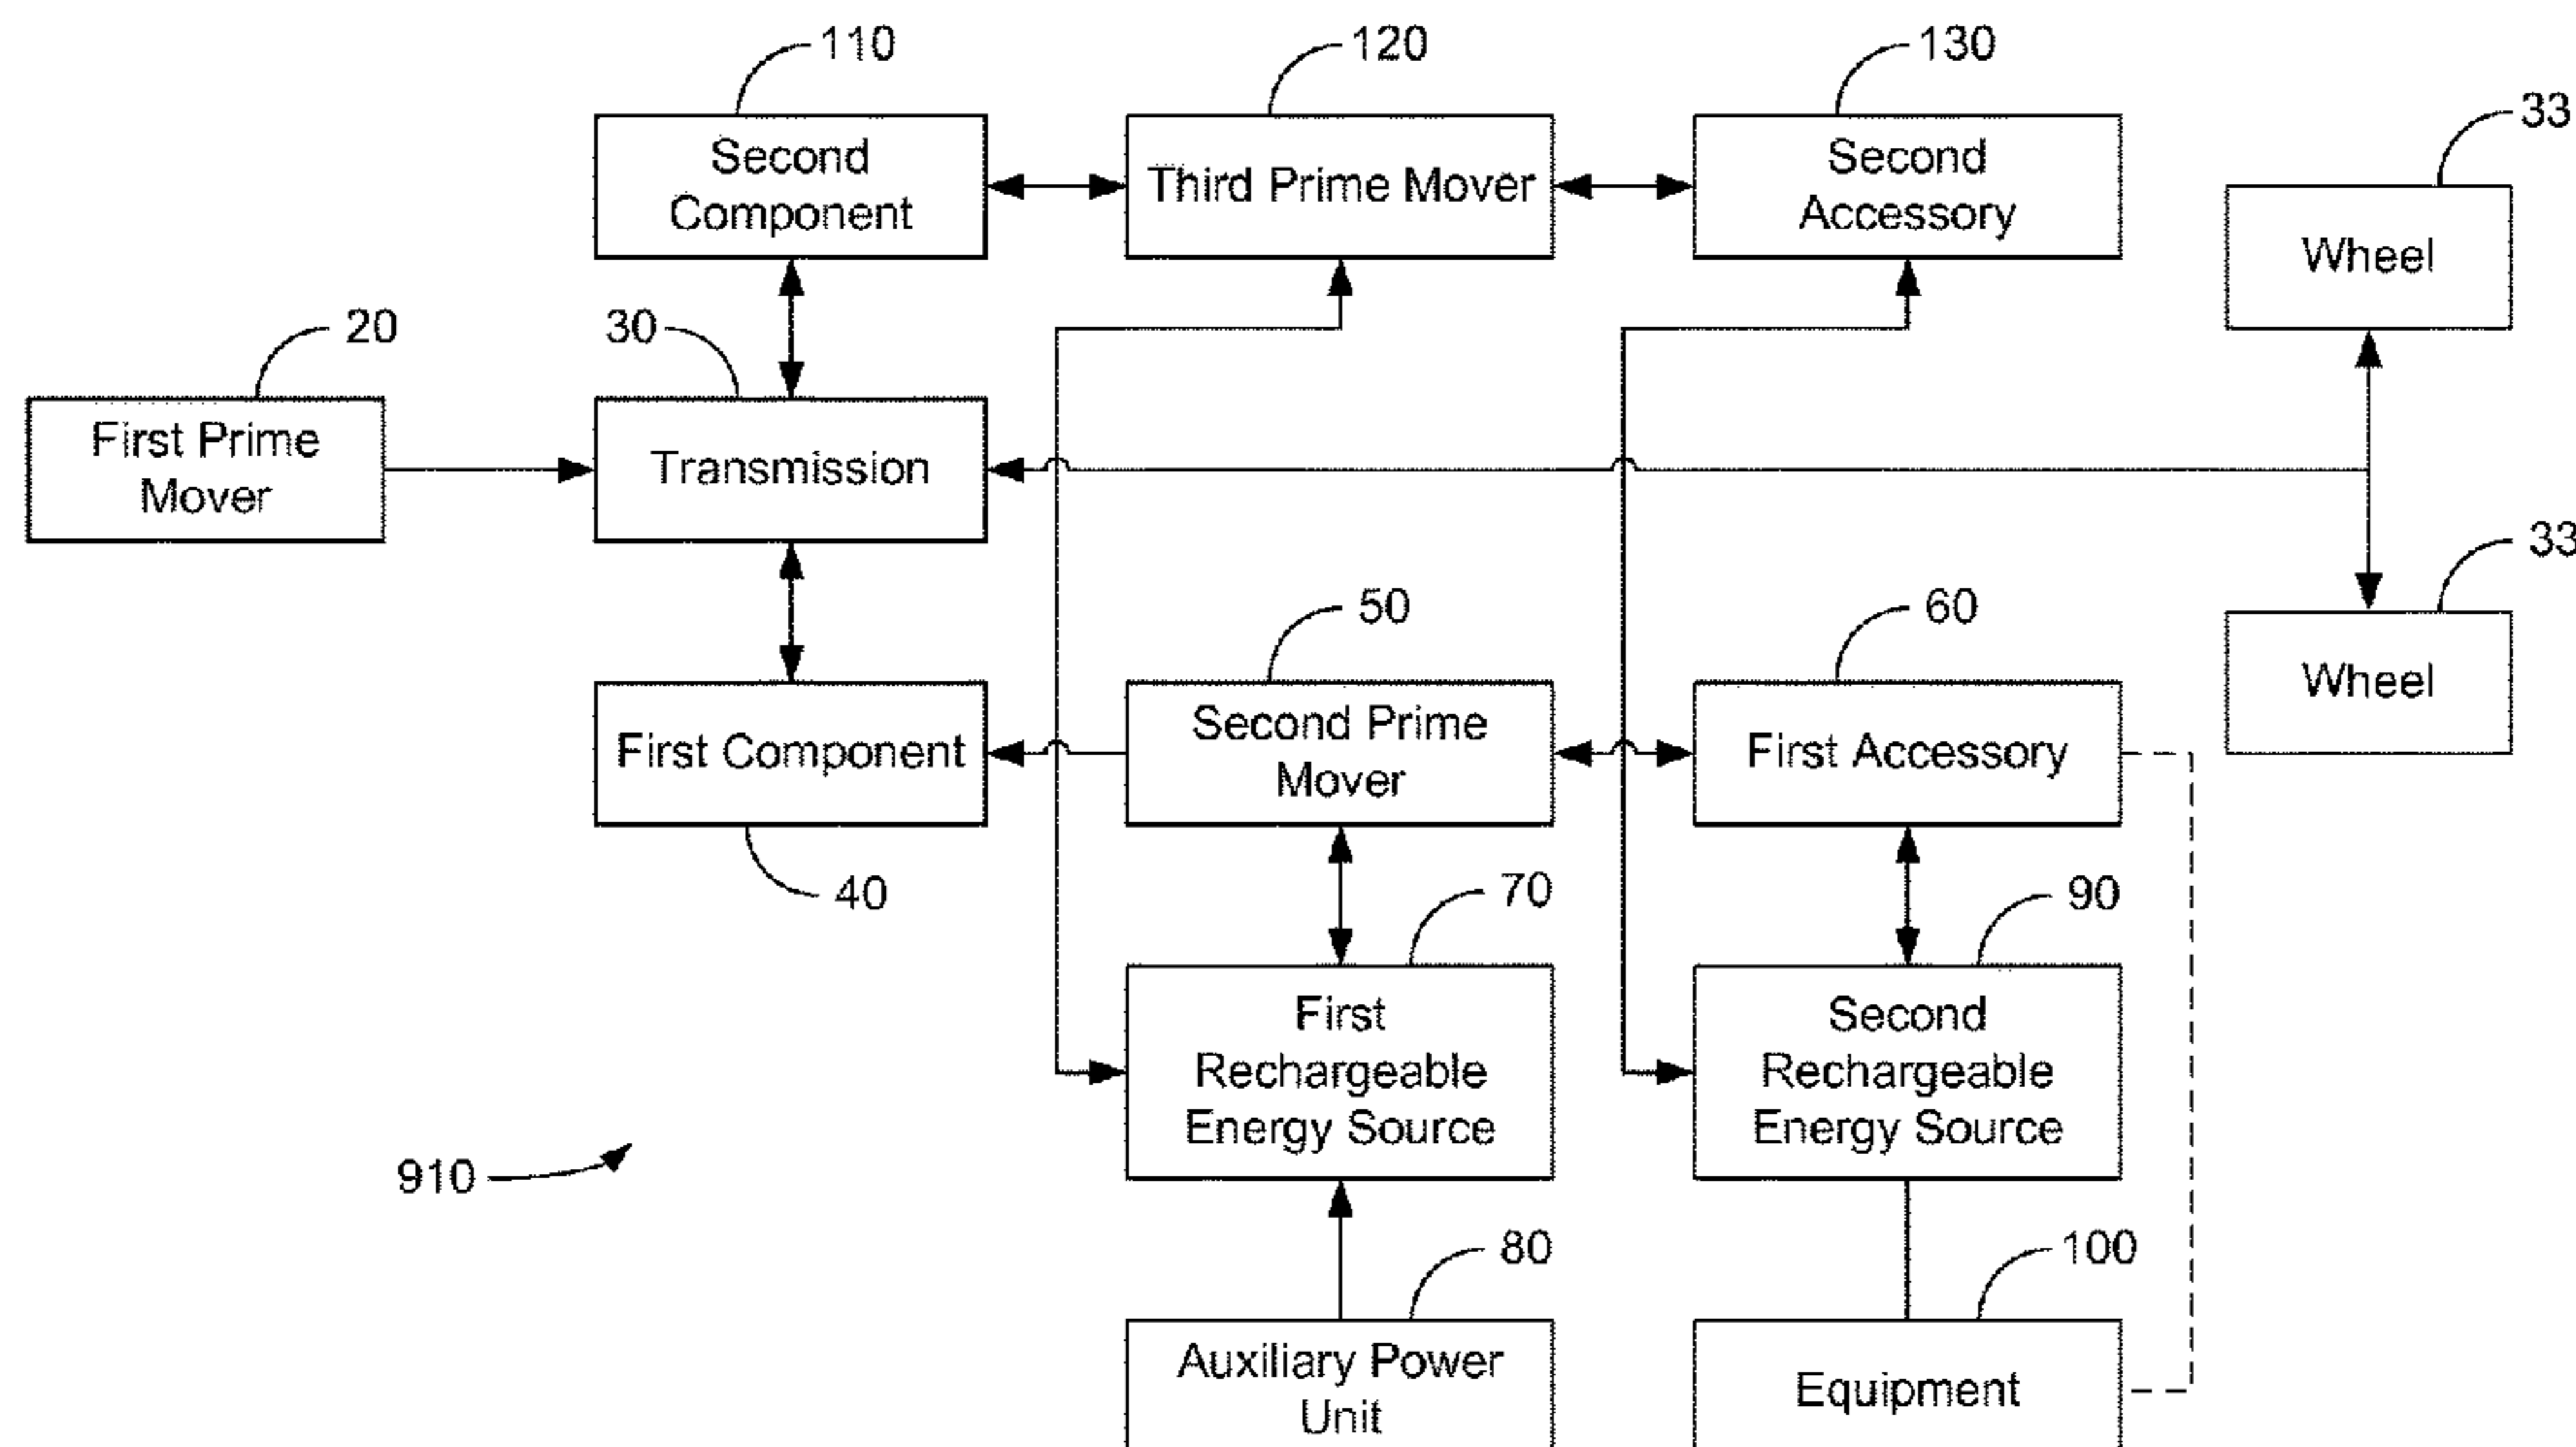 110
120
130
33
Second
Component
Third Prime Mover
Second
Accessory
Wheel
20
30
First Prime
Mover
Transmission
33
50
60
First Component
Second Prime
Mover
First Accessory
Wheel
40
70
90
First
Rechargeable
Energy Source
Second
Rechargeable
Energy Source
910
80
100
Auxiliary Power
Unit
Equipment